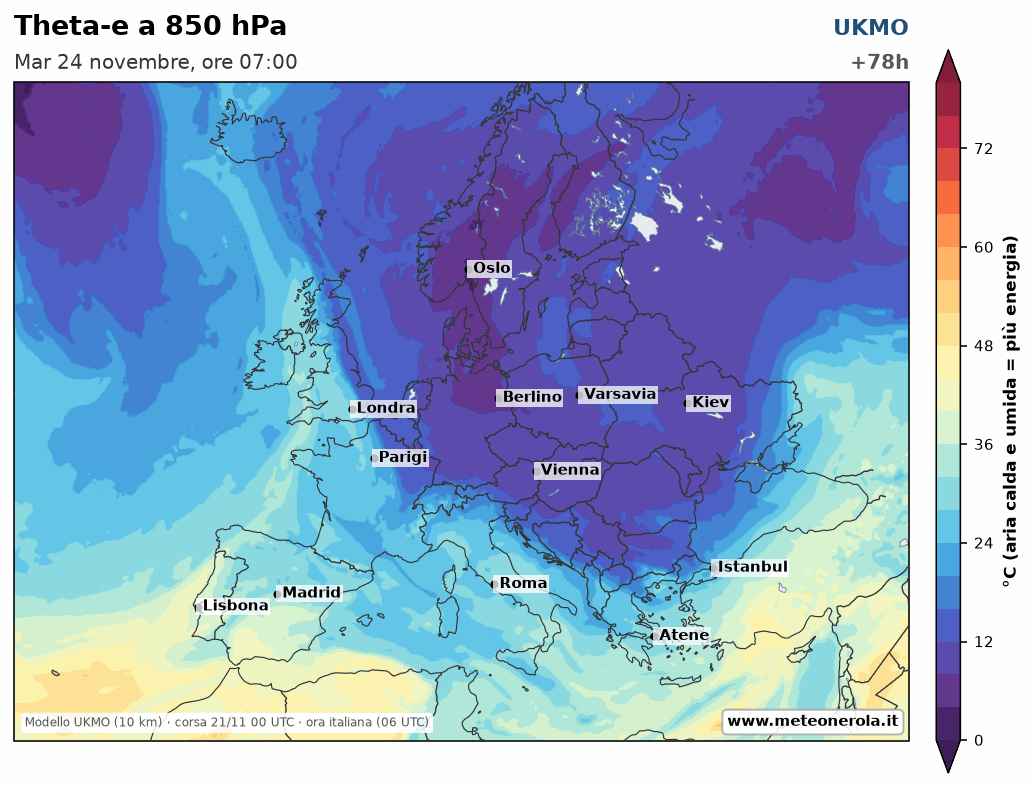 Theta-e a 850 hPa
UKMO
Mar 24 novembre, ore 07:00
+78h
72
60
48
36
24
12
0
°C (aria calda e umida = più energia)
Oslo
Berlino
Varsavia
Kiev
Londra
Parigi
Vienna
Istanbul
Roma
Madrid
Lisbona
Atene
Modello UKMO (10 km) · corsa 21/11 00 UTC · ora italiana (06 UTC)
www.meteonerola.it